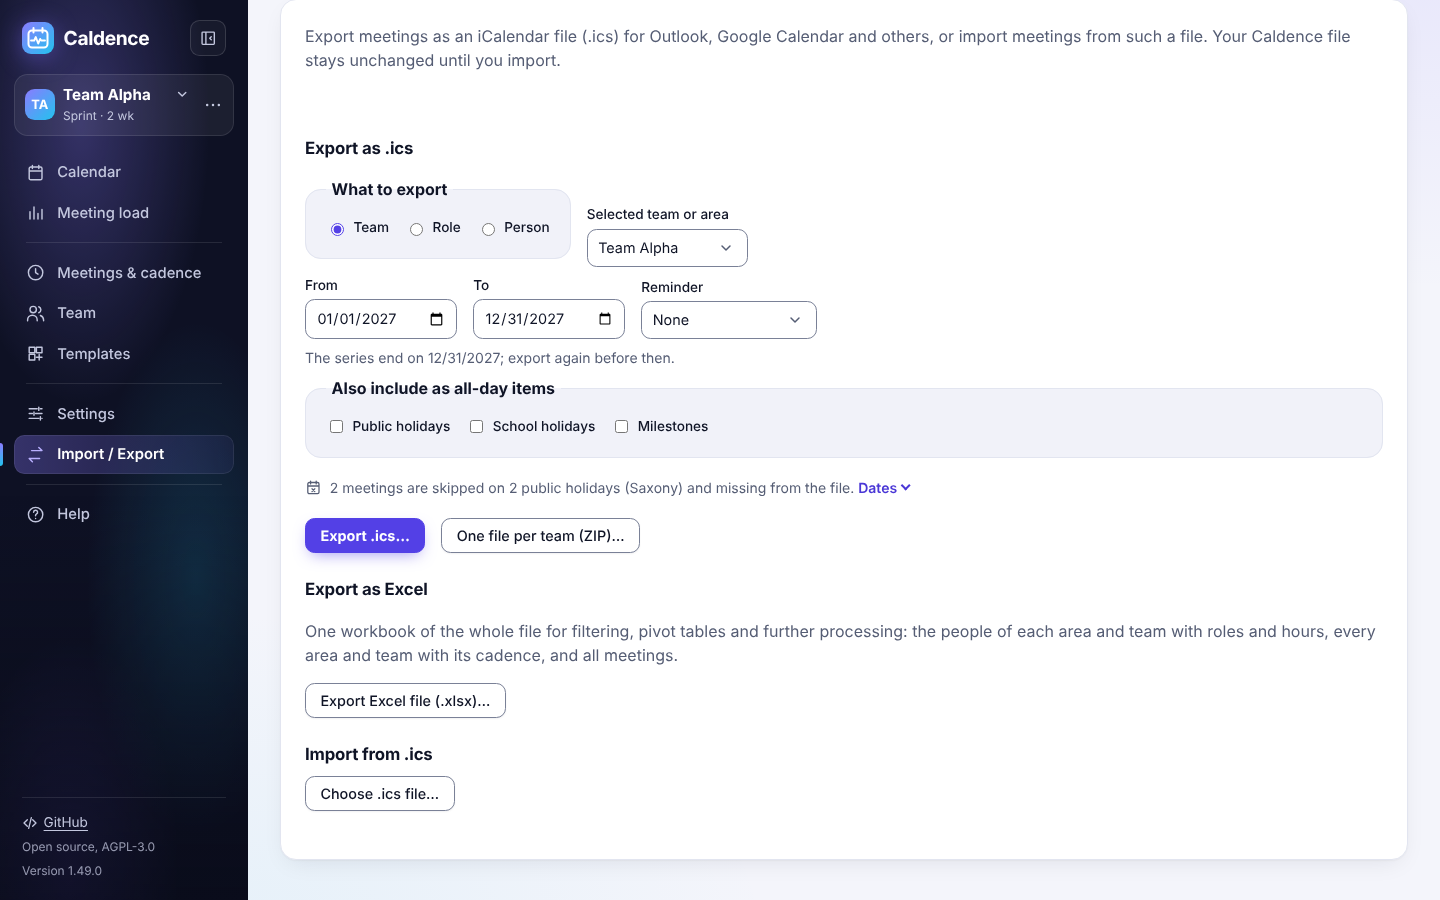 Caldence
TA
Team Alpha
Sprint · 2 wk
Calendar
Meeting load
Meetings & cadence
Team
Templates
Settings
Import / Export
Help
GitHub
Open source, AGPL-3.0
Version 1.49.0
Export meetings as an iCalendar file (.ics) for Outlook, Google Calendar and others, or import meetings from such a file. Your Caldence file
stays unchanged until you import.
Export as .ics
What to export
Team Role Person
Selected team or area
Team Alpha
From To Reminder
01/01/2027 12/31/2027 None
The series end on 12/31/2027; export again before then.
Also include as all-day items
Public holidays School holidays Milestones
2 meetings are skipped on 2 public holidays (Saxony) and missing from the file. Dates
Export .ics... One file per team (ZIP)...
Export as Excel
One workbook of the whole file for filtering, pivot tables and further processing: the people of each area and team with roles and hours, every
area and team with its cadence, and all meetings.
Export Excel file (.xlsx)...
Import from .ics
Choose .ics file...